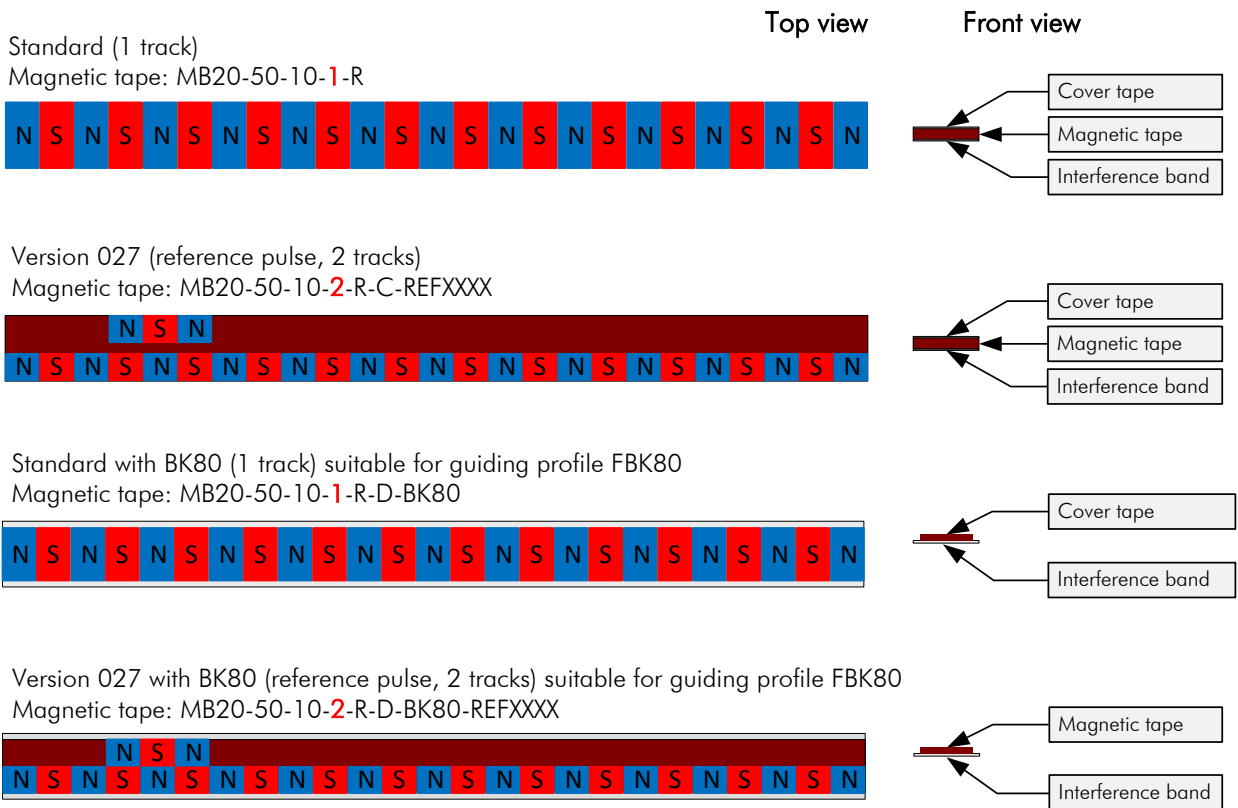 Top view Front view
Standard (1 track)
Magnetic tape: MB20-50-10-1-R
N S N S N S N S N S N S N S N S N S N S N S N S N
Cover tape
Magnetic tape
Interference band
Version 027 (reference pulse, 2 tracks)
Magnetic tape: MB20-50-10-2-R-C-REFXXXX
N S N
N S N S N S N S N S N S N S N S N S N S N S N S N
Cover tape
Magnetic tape
Interference band
Standard with BK80 (1 track) suitable for guiding profile FBK80
Magnetic tape: MB20-50-10-1-R-D-BK80
N S N S N S N S N S N S N S N S N S N S N S N S N
Cover tape
Interference band
Version 027 with BK80 (reference pulse, 2 tracks) suitable for guiding profile FBK80
Magnetic tape: MB20-50-10-2-R-D-BK80-REFXXXX
N S N
N S N S N S N S N S N S N S N S N S N S N S N S N
Magnetic tape
Interference band